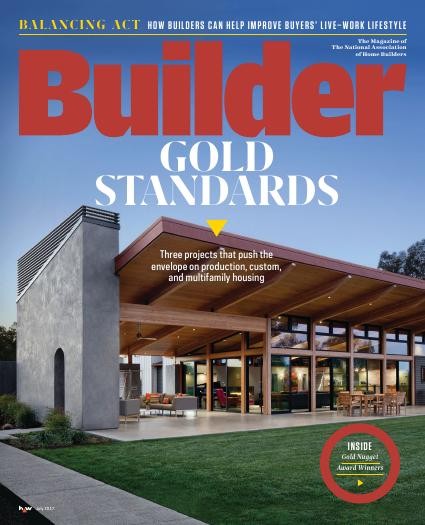 BALANCING ACT HOW BUILDERS CAN HELP IMPROVE BUYERS' LIVE–WORK LIFESTYLE
The Magazine of
The National Association
of Home Builders
Builder
GOLD
STANDARDS
Three projects that push the
envelope on production, custom,
and multifamily housing
INSIDE
Gold Nugget
Award Winners
July 2017